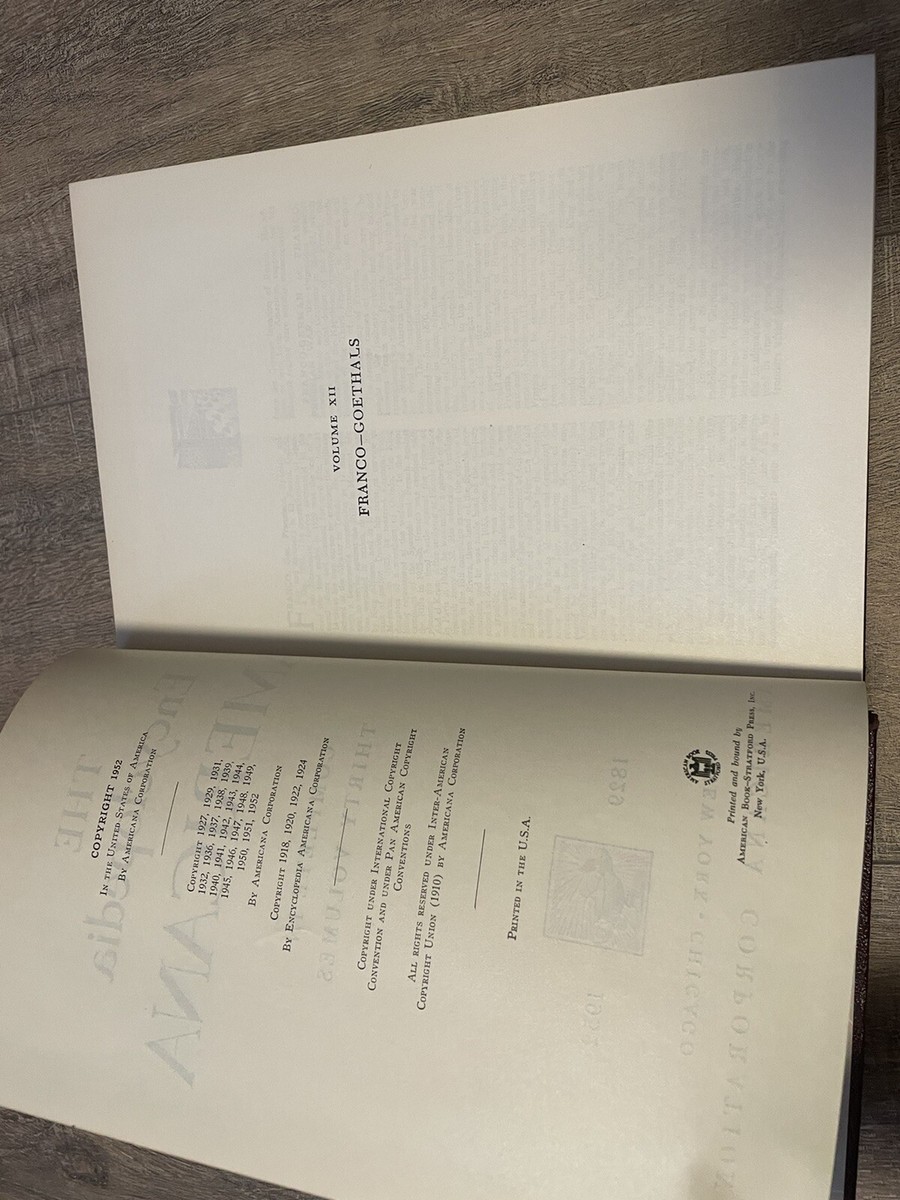 COPYRIGHT 1952
IN THE UNITED STATES OF AMERICA
BY AMERICANA CORPORATION
COPYRIGHT 1927, 1929, 1931,
1932, 1936, 1937, 1938, 1939,
1940, 1941, 1942, 1943, 1944,
1945, 1946, 1947, 1948, 1949,
1950, 1951, 1952
BY AMERICANA CORPORATION
COPYRIGHT 1918, 1920, 1922, 1924
BY ENCYCLOPEDIA AMERICANA CORPORATION
COPYRIGHT UNDER INTERNATIONAL COPYRIGHT
CONVENTION AND UNDER PAN AMERICAN COPYRIGHT
CONVENTIONS
ALL RIGHTS RESERVED UNDER INTER-AMERICAN
COPYRIGHT UNION (1910) BY AMERICANA CORPORATION
PRINTED IN THE U.S.A.
Printed and bound by
AMERICAN BOOK–STRATFORD PRESS, INC.
New York, U.S.A.
VOLUME XII
FRANCO–GOETHALS